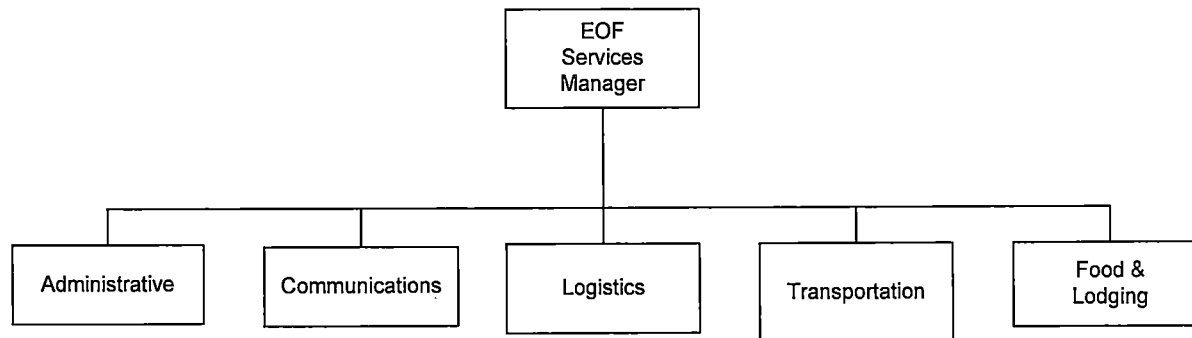 EOF
Services
Manager
Administrative
Communications
Logistics
Transportation
Food &
Lodging